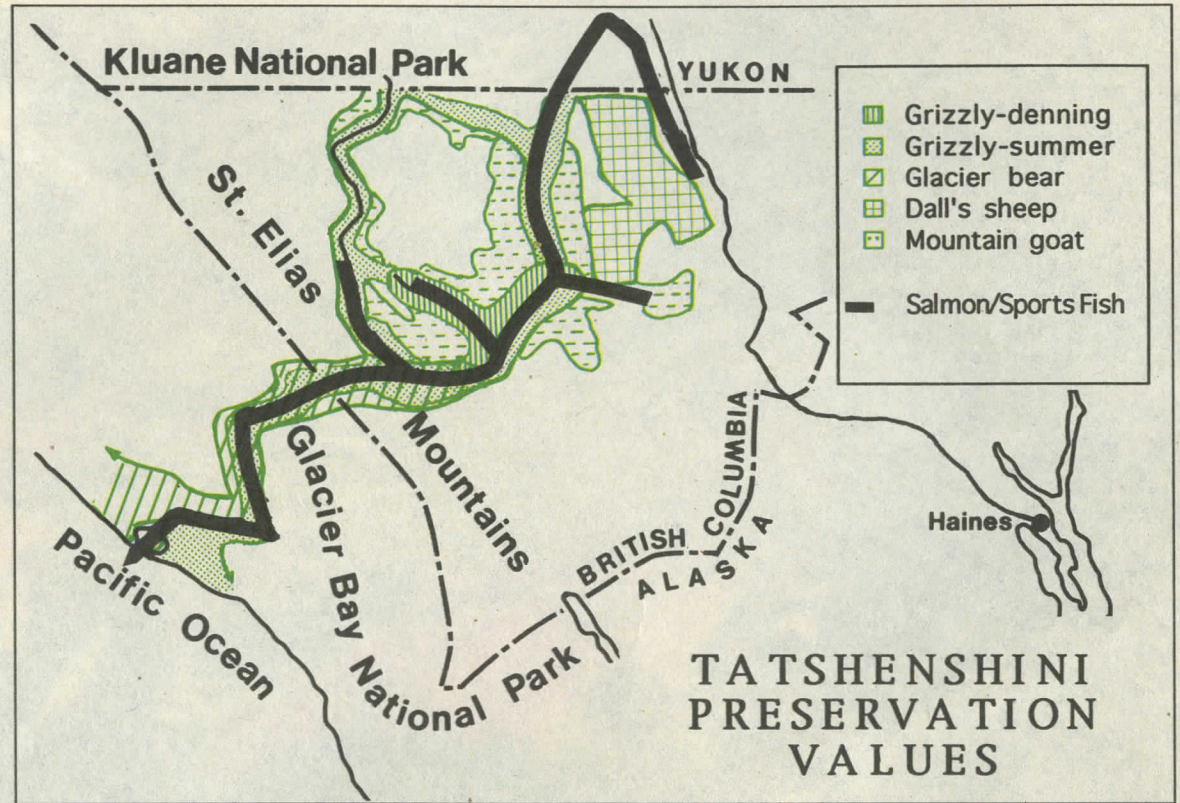 Kluane National Park
YUKON
Grizzly-denning
Grizzly-summer
Glacier bear
Dall's sheep
Mountain goat
Salmon/Sports Fish
St. Elias
Mountains
Glacier Bay
National Park
Pacific Ocean
BRITISH COLUMBIA
ALASKA
Haines
TATSHENSHINI
PRESERVATION
VALUES